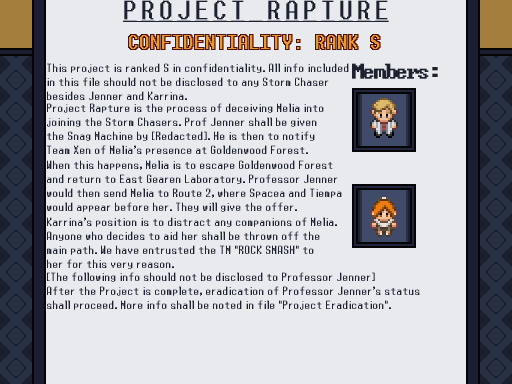 PROJECT RAPTURE
CONFIDENTIALITY: RANK S
This project is ranked S in confidentiality. All info included
in this file should not be disclosed to any Storm Chaser
besides Jenner and Karrina.
Project Rapture is the process of deceiving Melia into
joining the Storm Chasers. Prof Jenner shall be given
the Snag Machine by [Redacted]. He is then to notify
Team Xen of Melia's presence at Goldenwood Forest.
When this happens, Melia is to escape Goldenwood Forest
and return to East Gearen Laboratory. Professor Jenner
would then send Melia to Route 2, where Spacea and Tiempa
would appear before her. They will give the offer.
Karrina's position is to distract any companions of Melia.
Anyone who decides to aid her shall be thrown off the
main path. We have entrusted the TM "ROCK SMASH" to
her for this very reason.
[The following info should not be disclosed to Professor Jenner]
After the Project is complete, eradication of Professor Jenner's status
shall proceed. More info shall be noted in file "Project Eradication".
Members: